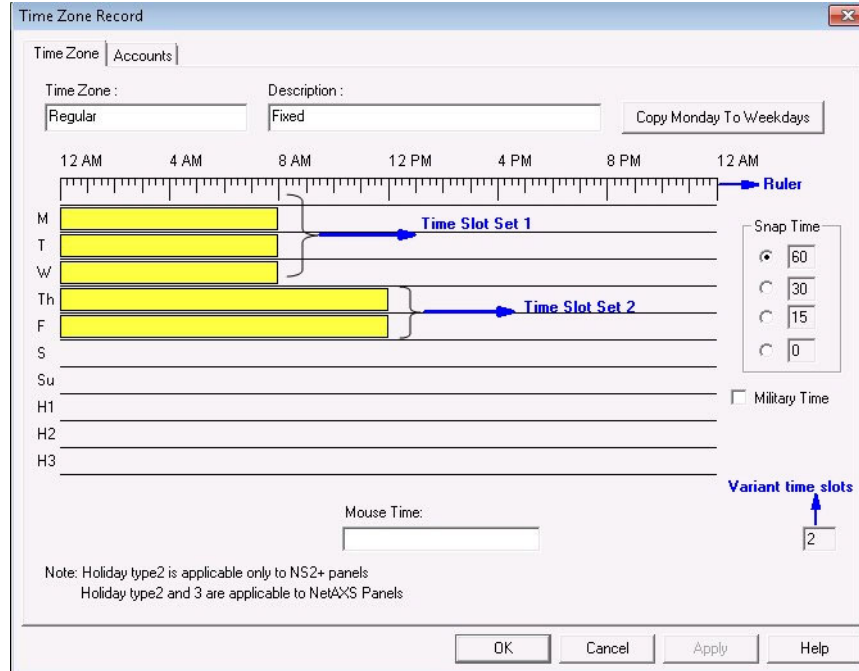 Time Zone Record
Time Zone Accounts
Time Zone : Description :
Regular Fixed Copy Monday To Weekdays
12 AM 4 AM 8 AM 12 PM 4 PM 8 PM 12 AM
Ruler
M Time Slot Set 1 Snap Time
T
W 60
Th 30
F Time Slot Set 2 15
S 0
Su
H1 Military Time
H2
H3
Variant time slots
Mouse Time:
2
Note: Holiday type2 is applicable only to NS2+ panels
Holiday type2 and 3 are applicable to NetAXS Panels
OK Cancel Apply Help